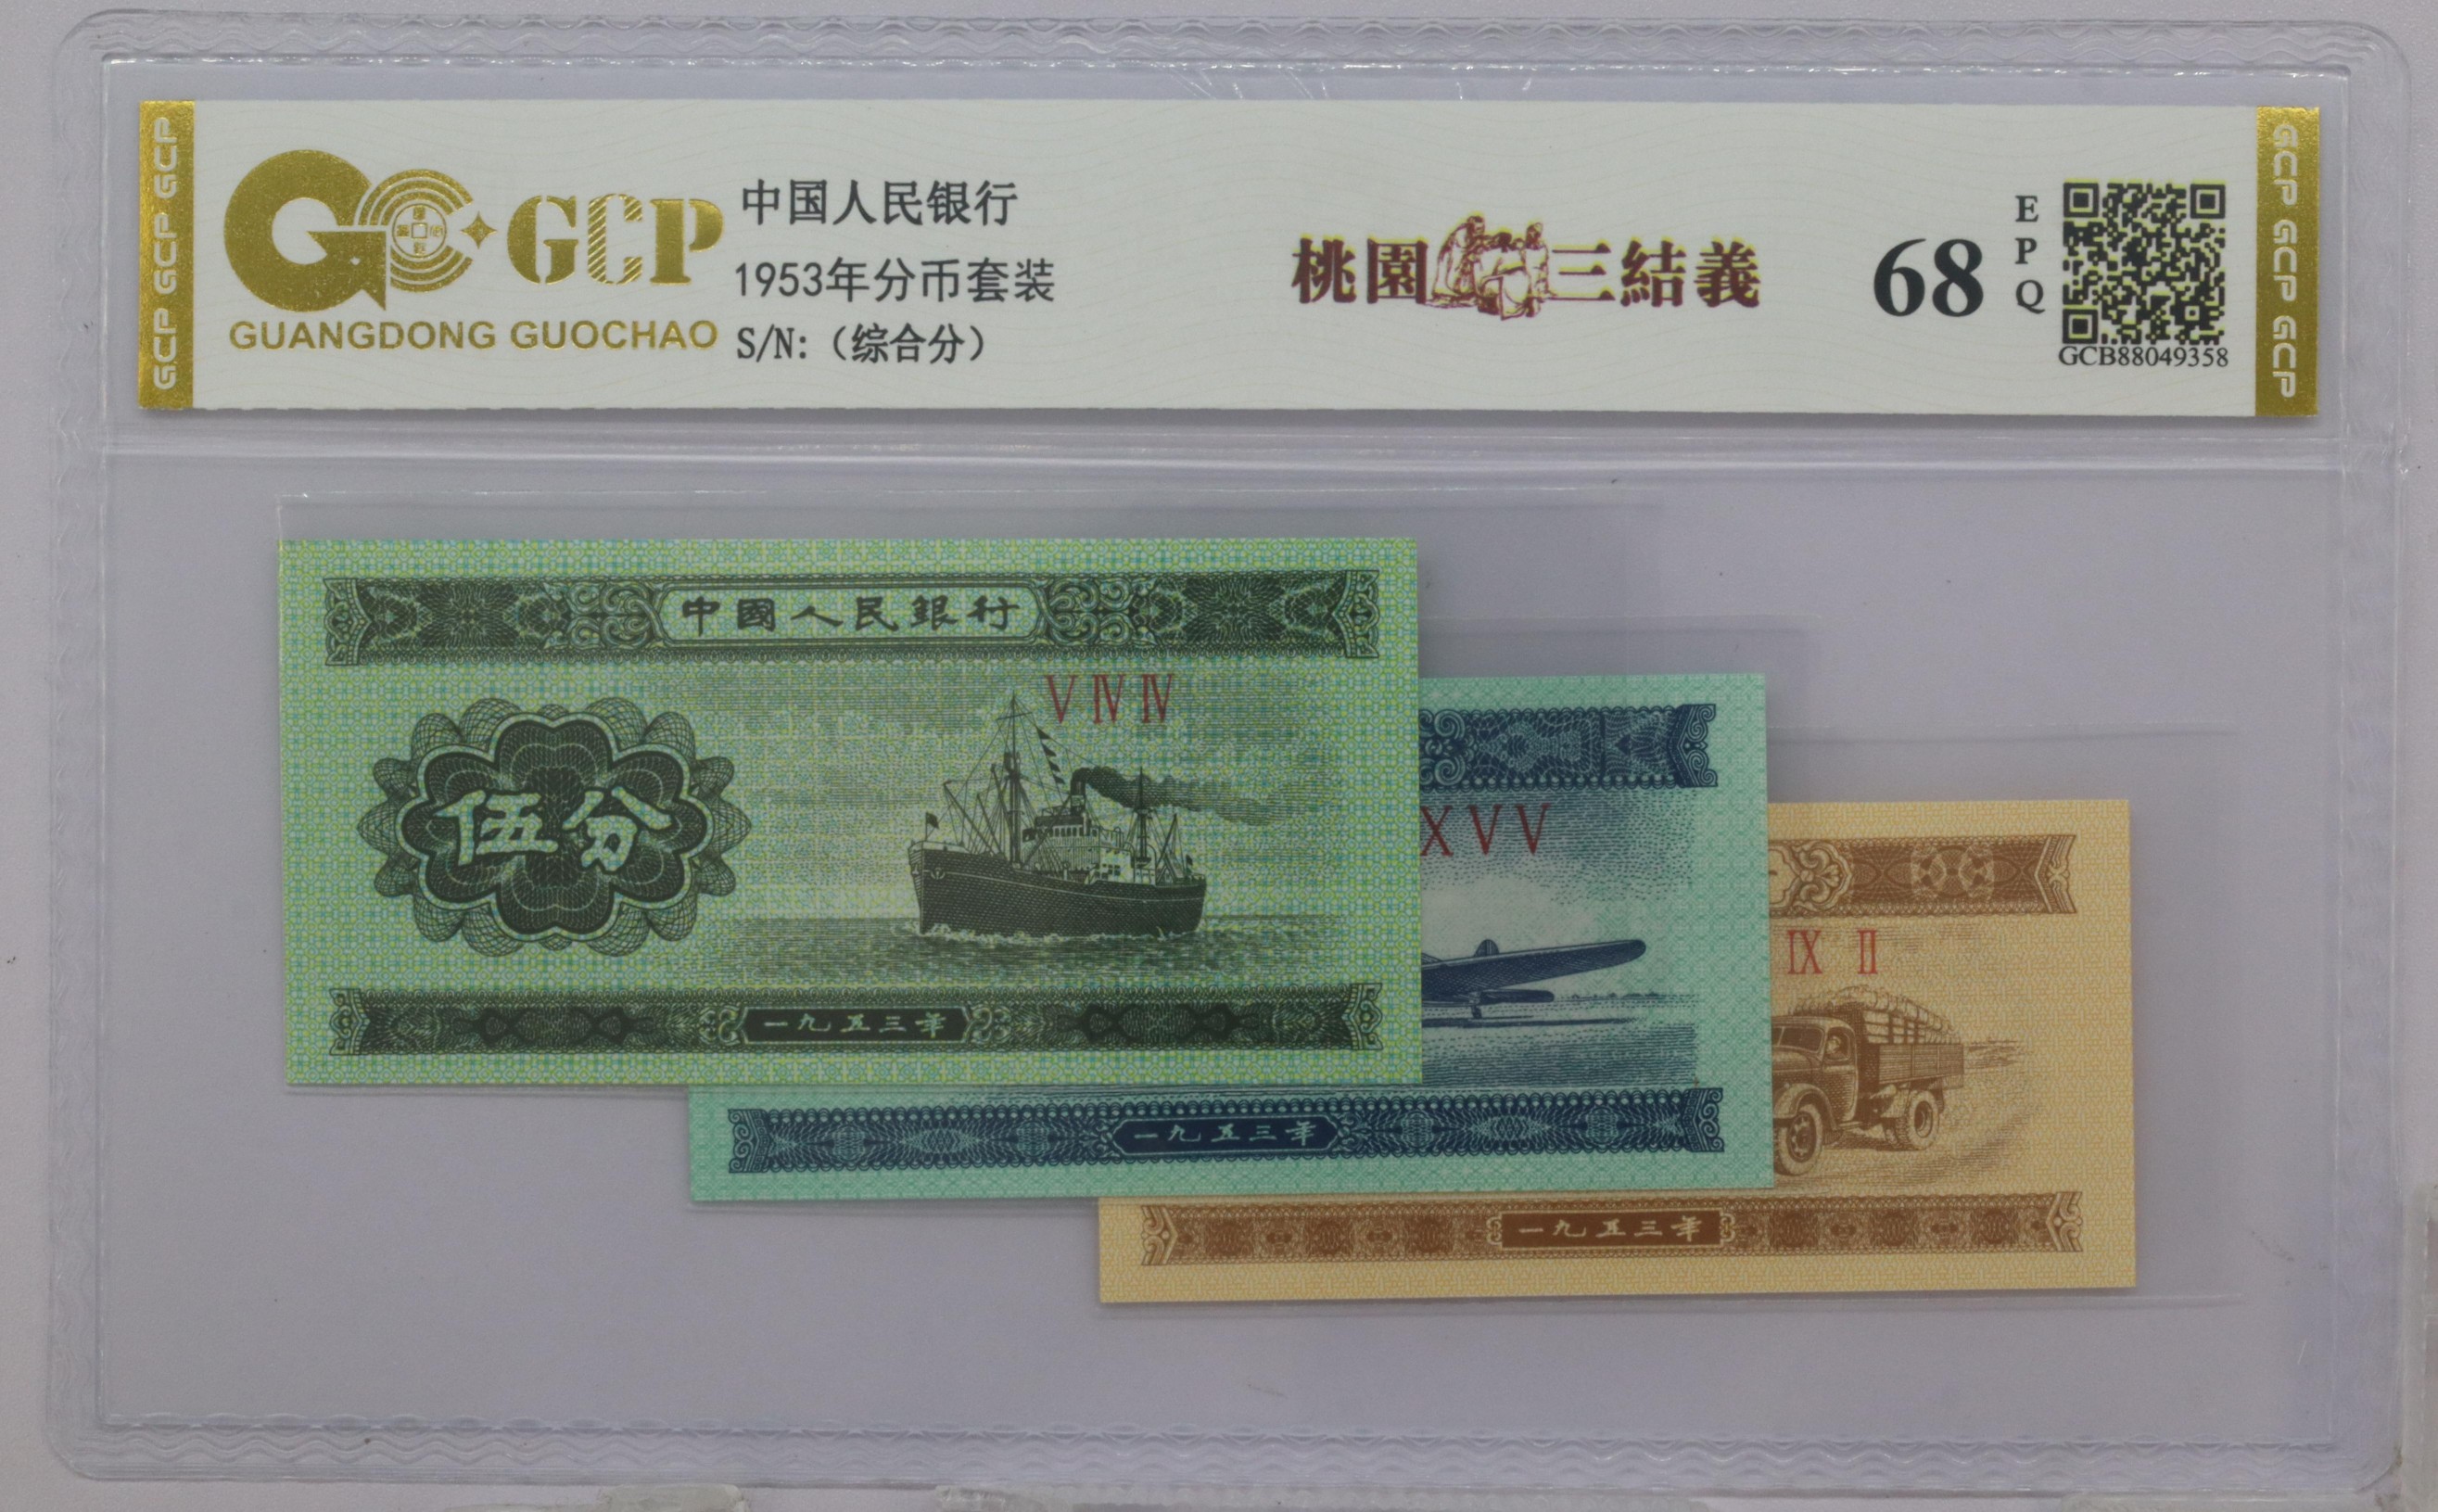 GCP GCP GCP
GCP
GUANGDONG GUOCHAO
中国人民银行
1953年分币套装
S/N:（综合分）
桃園三結義
68
EPQ
GCB88049358
GCP GCP GCP
中國人民銀行
V IV IV
伍分
一九五三年
X V V
一九五三年
IX II
一九五三年